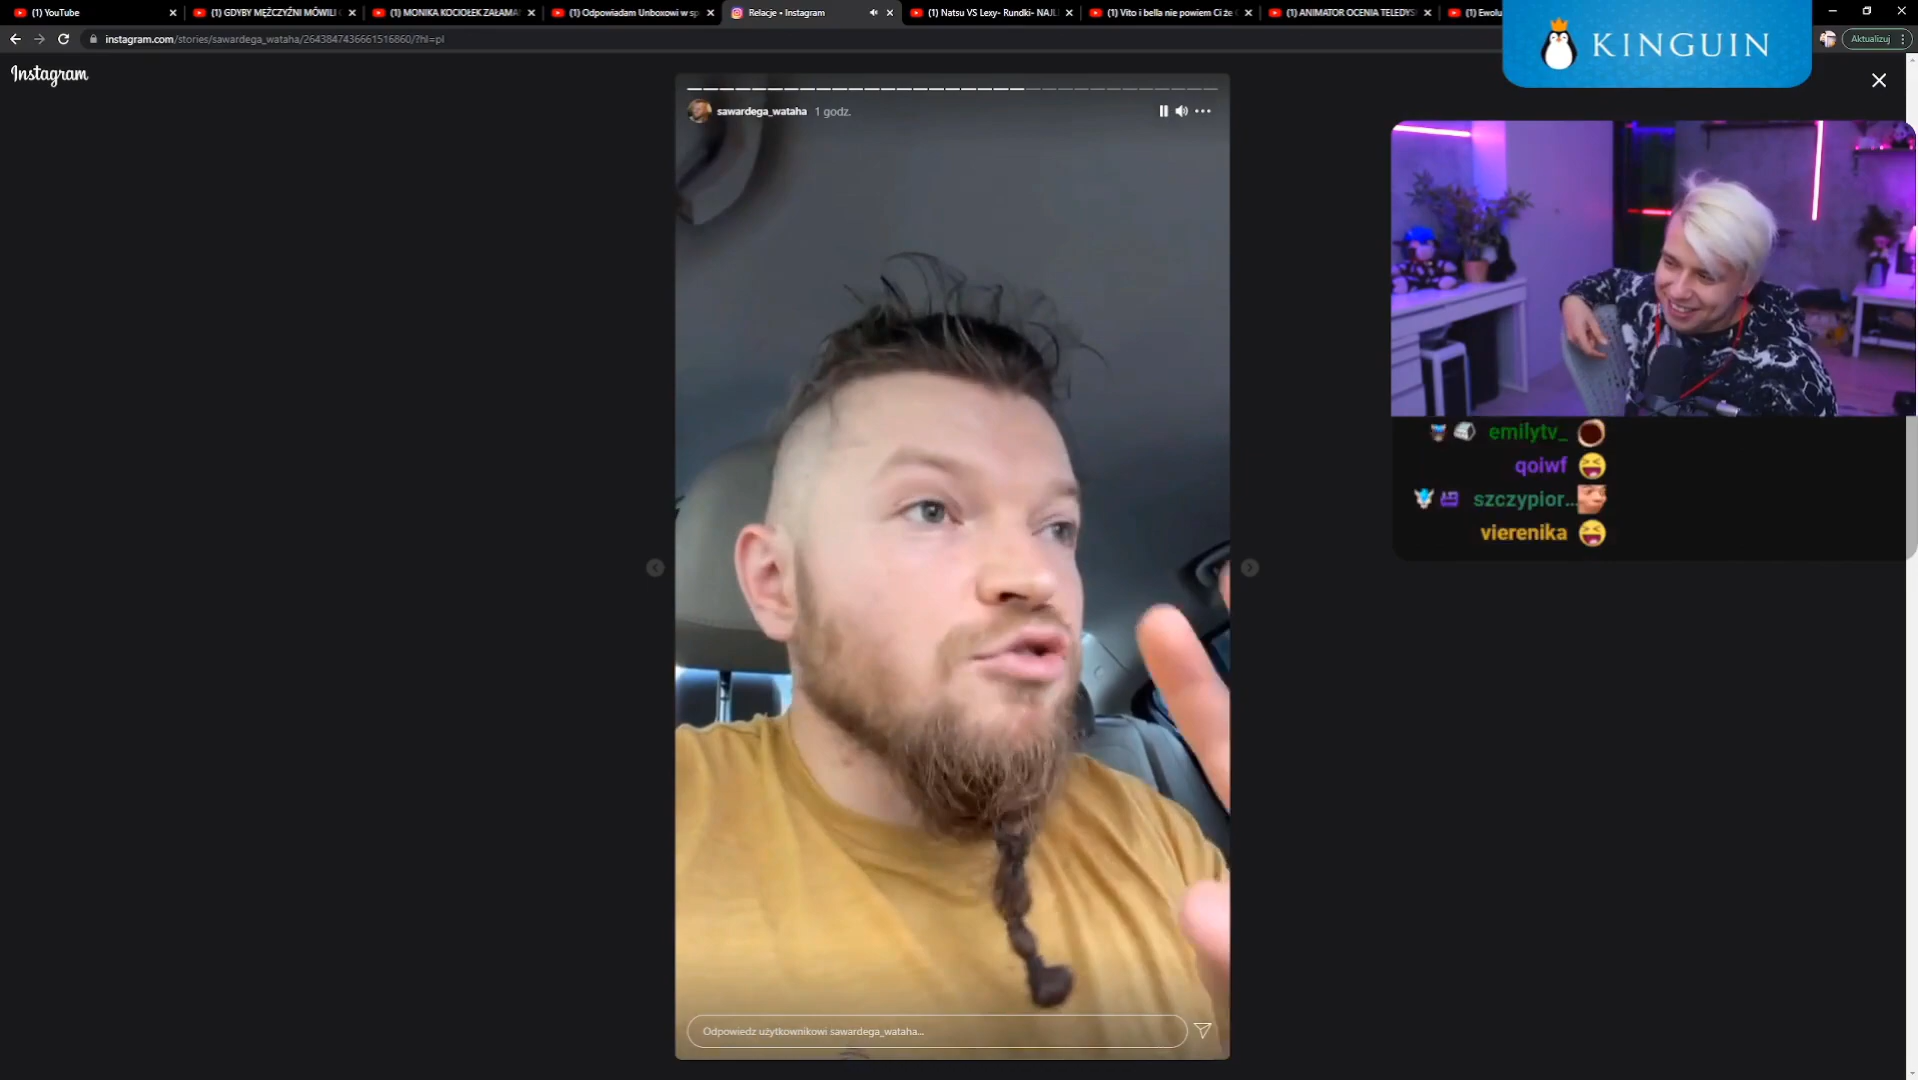 (1) YouTube
(1) GDYBY MĘŻCZYŹNI MÓWILI
(1) MONIKA KOCIOŁEK ZAŁAMA
(1) Odpowiadam Unboxowi w sp
Relacje • Instagram
(1) Natsu VS Lexy- Rundki- NAJL
(1) Vito i bella nie powiem Ci że
(1) ANIMATOR OCENIA TELEDYS
(1) Ewolu
instagram.com/stories/sawardega_wataha/2643847436661516860/?hl=pl
Aktualizuj
KINGUIN
Instagram
sawardega_wataha 1 godz.
emilytv_
qoiwf
szczypior...
vierenika
Odpowiedz użytkownikowi sawardega_wataha...